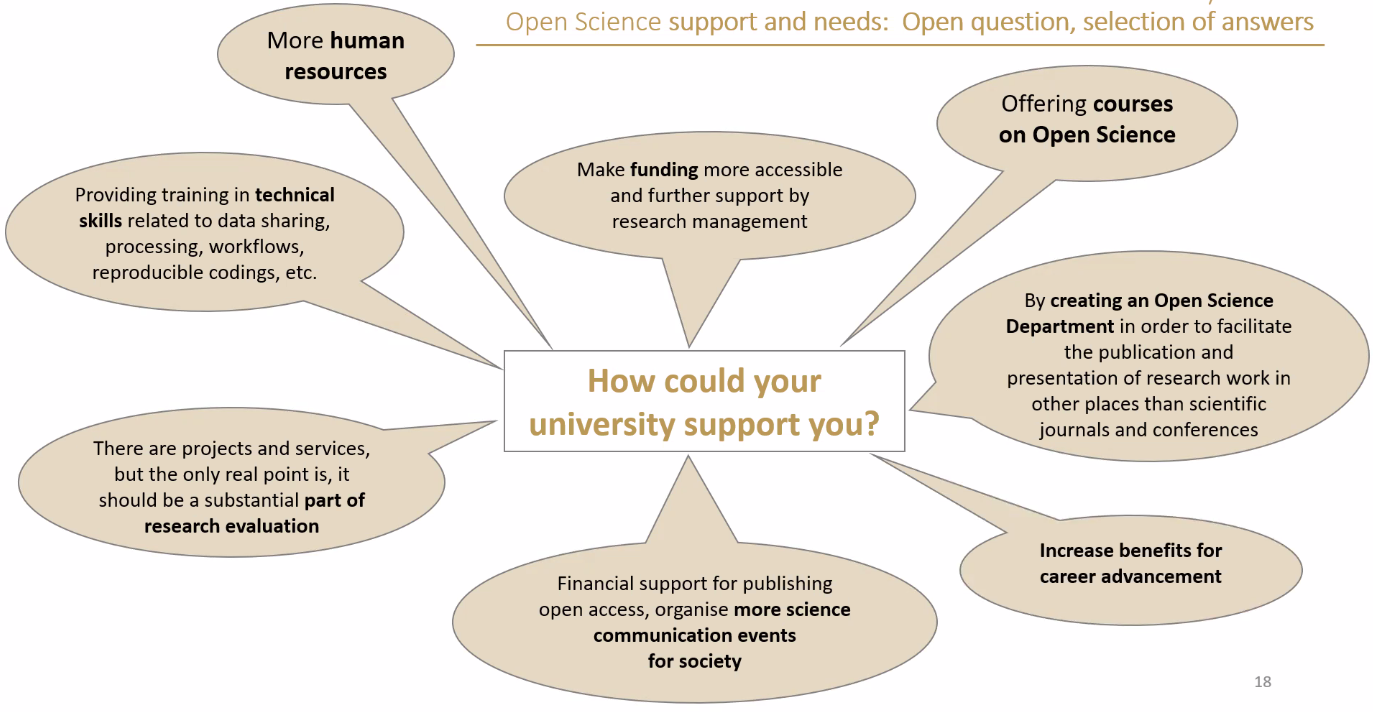 Open Science support and needs: Open question, selection of answers
More human
resources
Offering courses
on Open Science
Make funding more accessible
and further support by
research management
Providing training in technical
skills related to data sharing,
processing, workflows,
reproducible codings, etc.
By creating an Open Science
Department in order to facilitate
the publication and
presentation of research work in
other places than scientific
journals and conferences
How could your
university support you?
There are projects and services,
but the only real point is, it
should be a substantial part of
research evaluation
Increase benefits for
career advancement
Financial support for publishing
open access, organise more science
communication events
for society
18